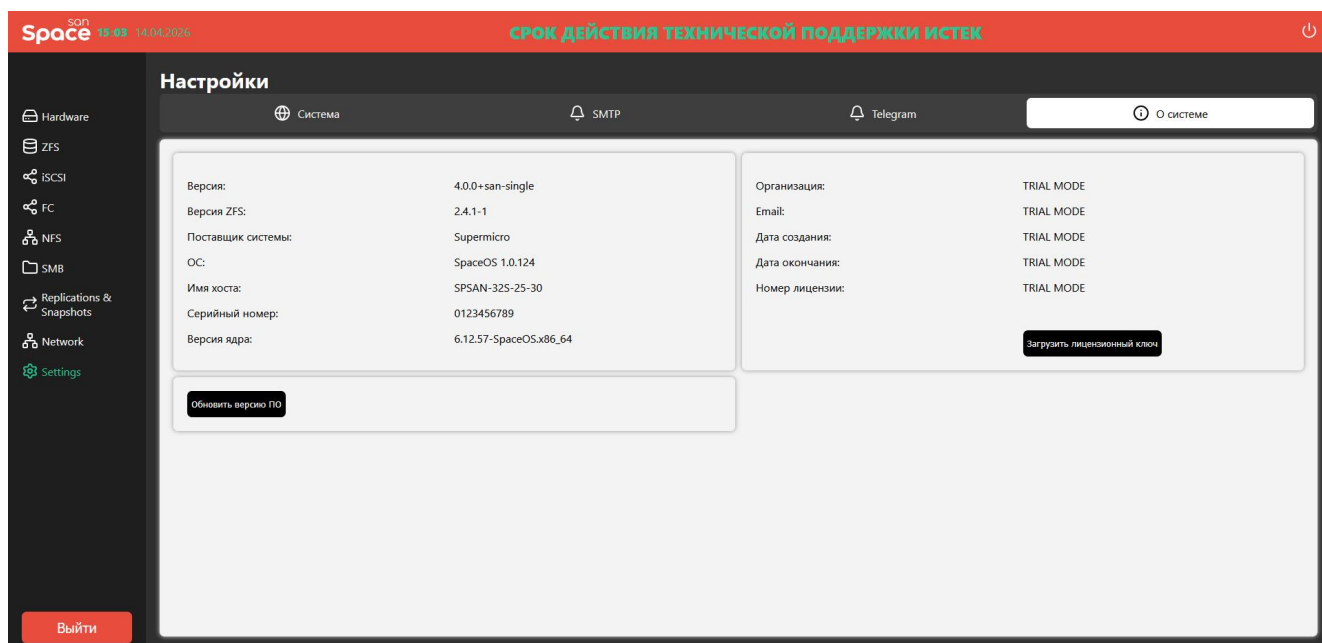 san
Space 15:03 14.04.2026
СРОК ДЕЙСТВИЯ ТЕХНИЧЕСКОЙ ПОДДЕРЖКИ ИСТЕК
Настройки
Система
SMTP
Telegram
О системе
Hardware
ZFS
iSCSI
FC
NFS
SMB
Replications &
Snapshots
Network
Settings
Выйти
Версия: 4.0.0+san-single
Версия ZFS: 2.4.1-1
Поставщик системы: Supermicro
ОС: SpaceOS 1.0.124
Имя хоста: SPSAN-32S-25-30
Серийный номер: 0123456789
Версия ядра: 6.12.57-SpaceOS.x86_64
Обновить версию ПО
Организация: TRIAL MODE
Email: TRIAL MODE
Дата создания: TRIAL MODE
Дата окончания: TRIAL MODE
Номер лицензии: TRIAL MODE
Загрузить лицензионный ключ